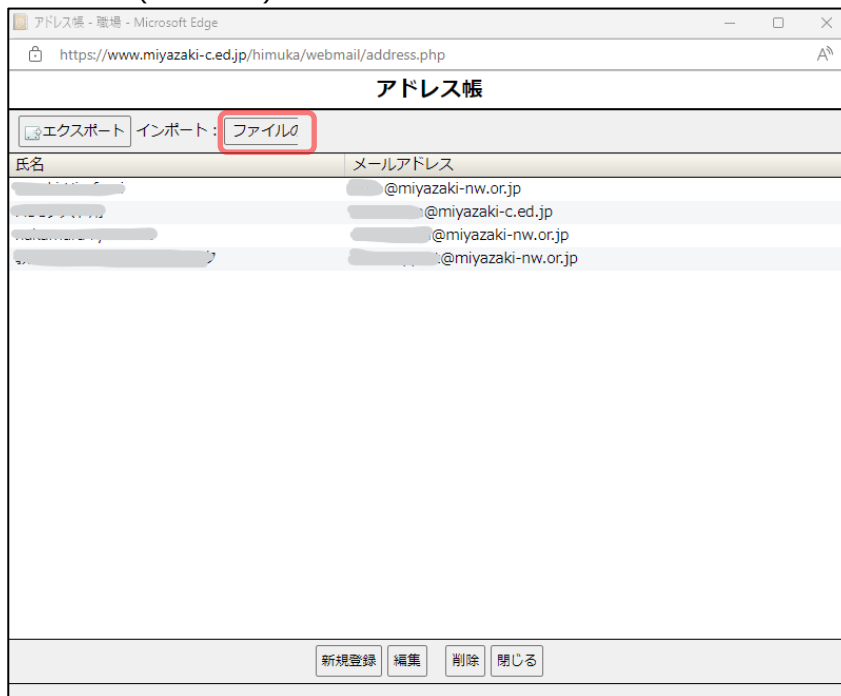 アドレス帳 - 職場 - Microsoft Edge
https://www.miyazaki-c.ed.jp/himuka/webmail/address.php
アドレス帳
エクスポート インポート: ファイルの
氏名 メールアドレス
@miyazaki-nw.or.jp
@miyazaki-c.ed.jp
@miyazaki-nw.or.jp
@miyazaki-nw.or.jp
新規登録 編集 削除 閉じる